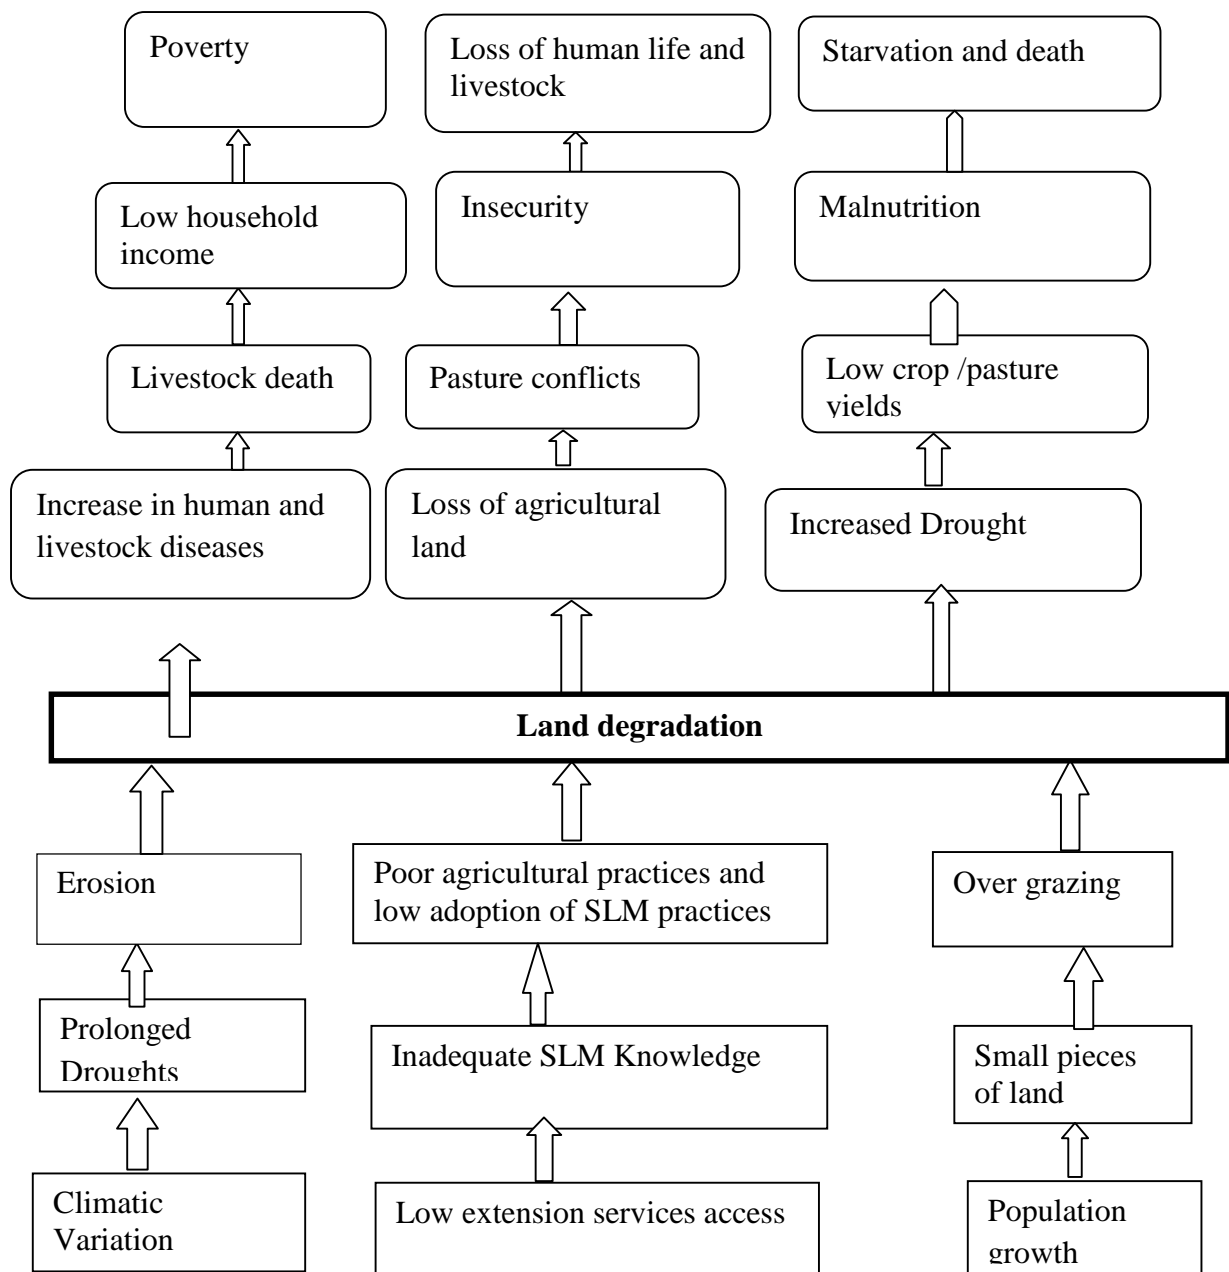 Poverty
Loss of human life and
livestock
Starvation and death
Low household
income
Insecurity
Malnutrition
Livestock death
Pasture conflicts
Low crop /pasture
yields
Increase in human and
livestock diseases
Loss of agricultural
land
Increased Drought
Land degradation
Erosion
Poor agricultural practices and
low adoption of SLM practices
Over grazing
Prolonged
Droughts
Inadequate SLM Knowledge
Small pieces
of land
Climatic
Variation
Low extension services access
Population
growth